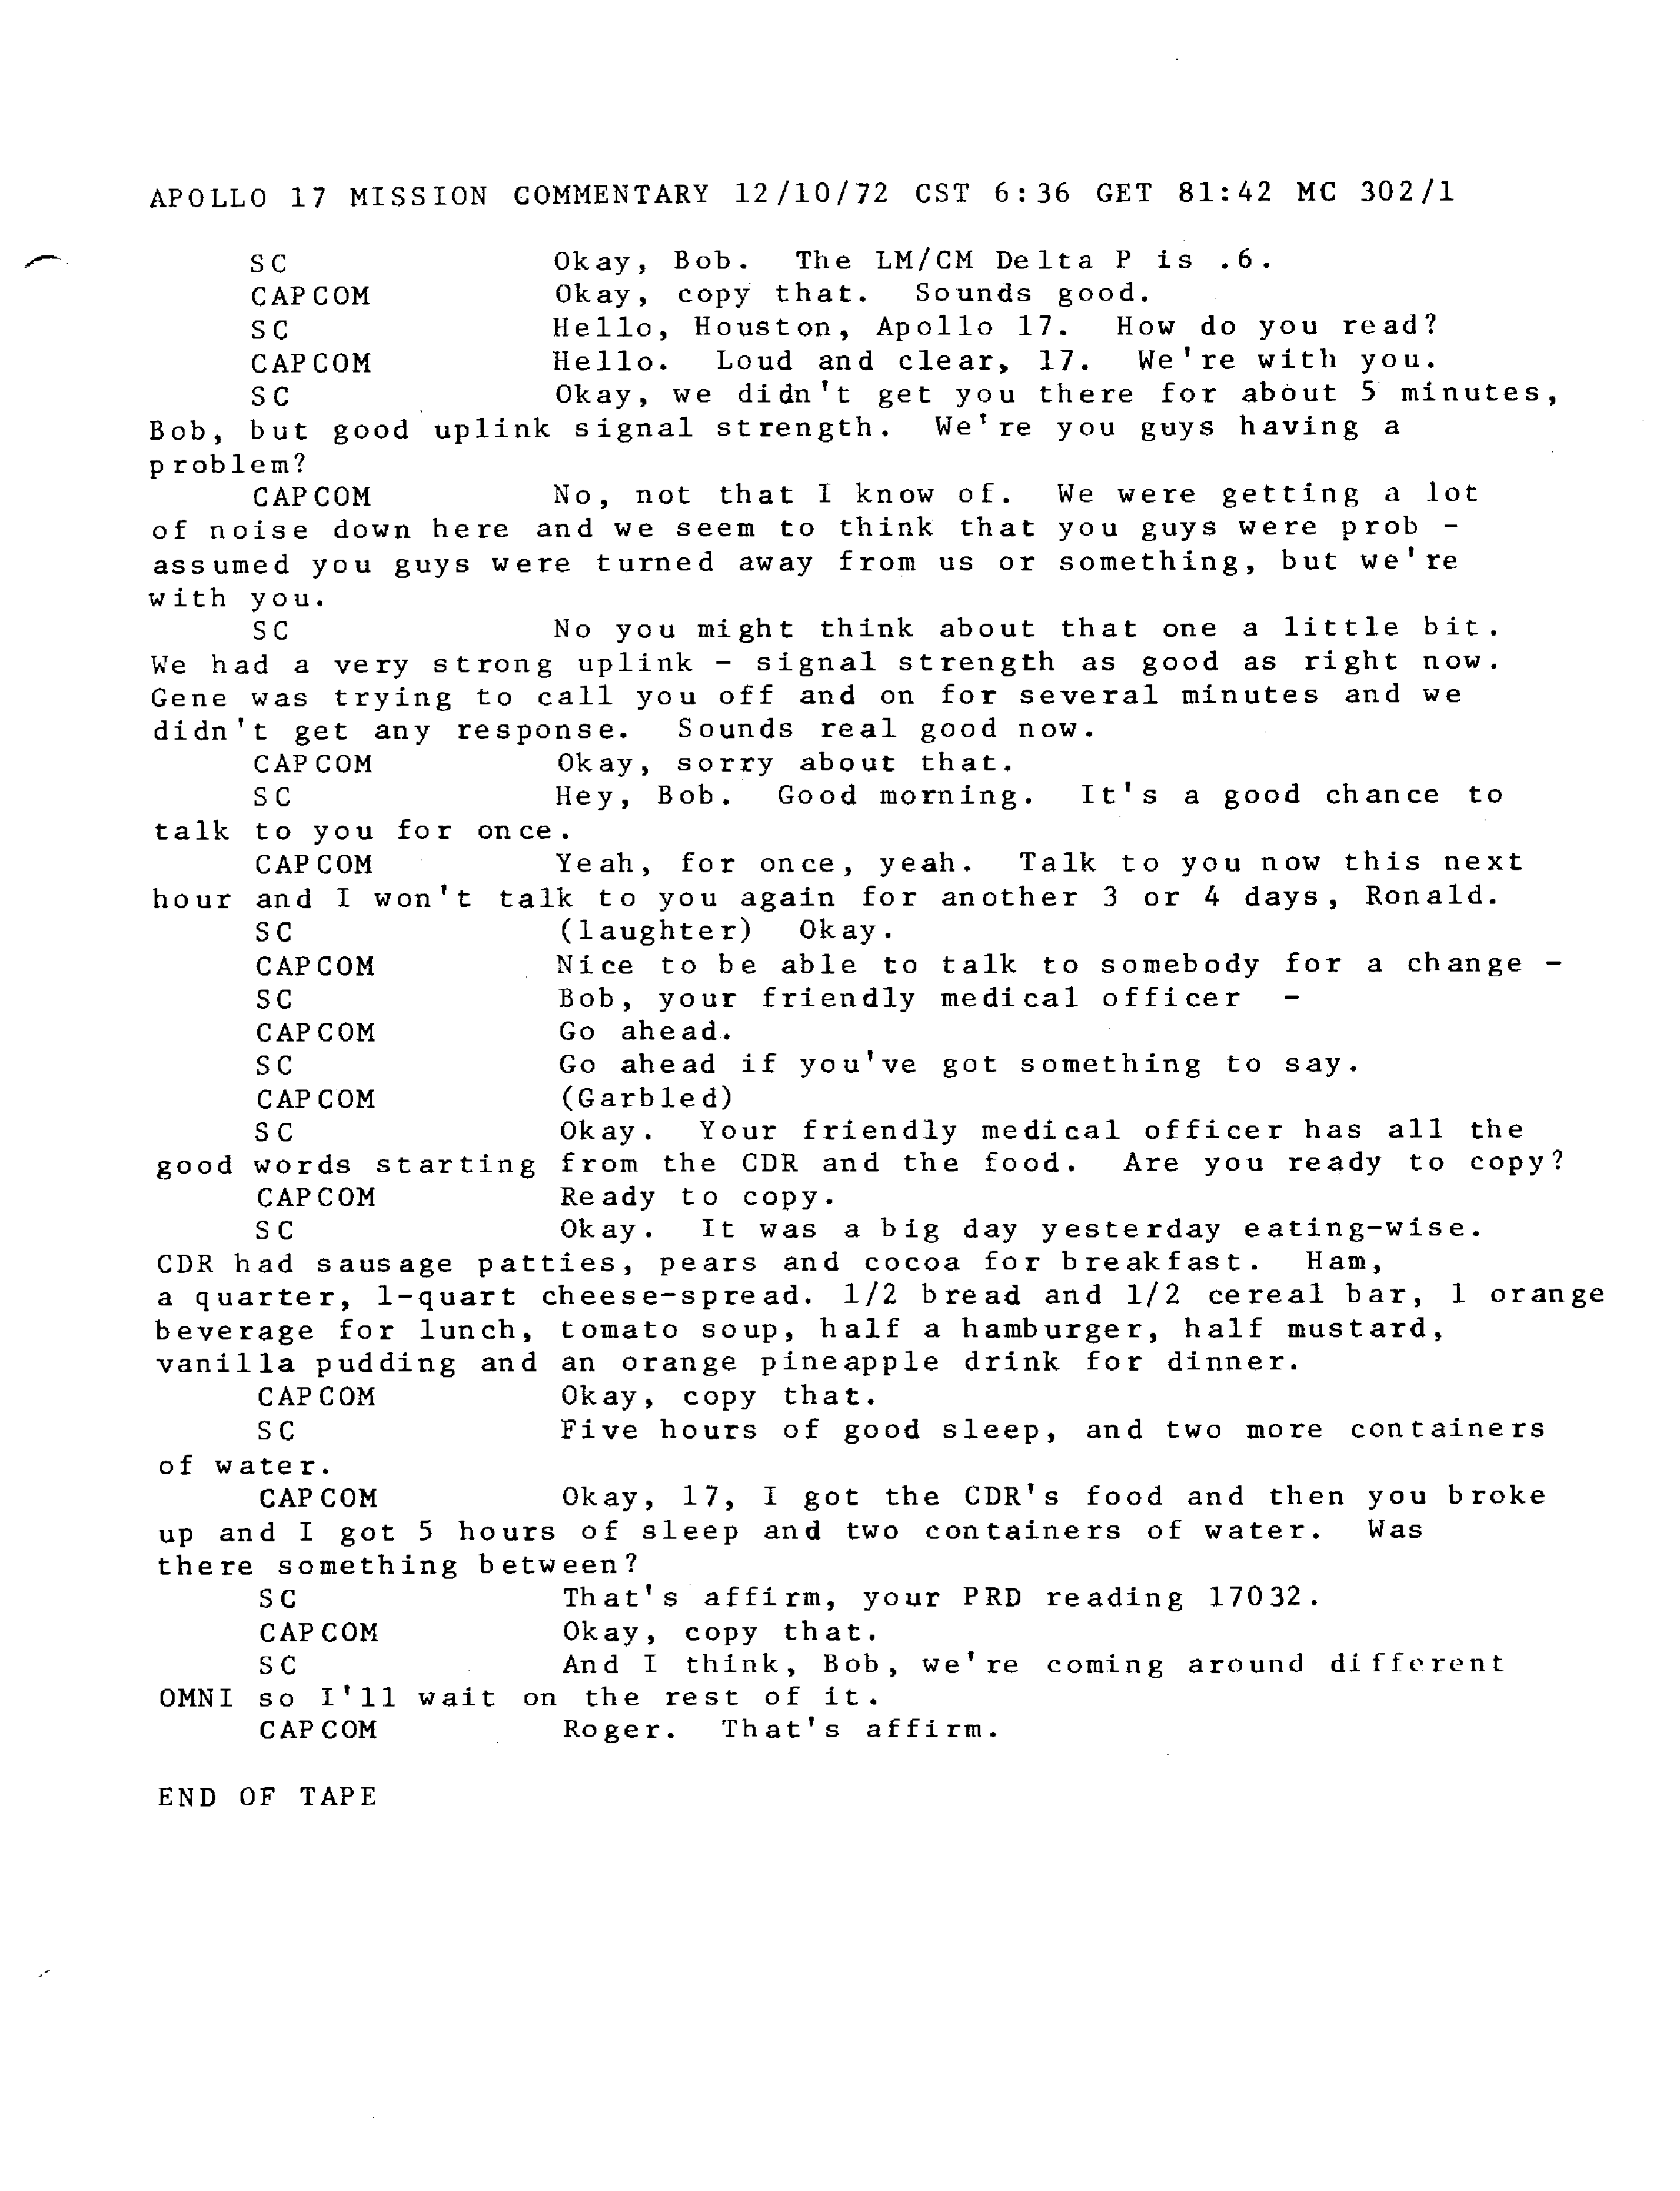 APOLLO 17 MISSION COMMENTARY 12/10/72 CST 6:36 GET 81:42 MC 302/1
SC Okay, Bob. The LM/CM Delta P is .6.
CAPCOM Okay, copy that. Sounds good.
SC Hello, Houston, Apollo 17. How do you read?
CAPCOM Hello. Loud and clear, 17. We're with you.
SC Okay, we didn't get you there for about 5 minutes,
Bob, but good uplink signal strength. We're you guys having a
problem?
CAPCOM No, not that I know of. We were getting a lot
of noise down here and we seem to think that you guys were prob -
assumed you guys were turned away from us or something, but we're
with you.
SC No you might think about that one a little bit.
We had a very strong uplink - signal strength as good as right now.
Gene was trying to call you off and on for several minutes and we
didn't get any response. Sounds real good now.
CAPCOM Okay, sorry about that.
SC Hey, Bob. Good morning. It's a good chance to
talk to you for once.
CAPCOM Yeah, for once, yeah. Talk to you now this next
hour and I won't talk to you again for another 3 or 4 days, Ronald.
SC (laughter) Okay.
CAPCOM Nice to be able to talk to somebody for a change -
SC Bob, your friendly medical officer -
CAPCOM Go ahead.
SC Go ahead if you've got something to say.
CAPCOM (Garbled)
SC Okay. Your friendly medical officer has all the
good words starting from the CDR and the food. Are you ready to copy?
CAPCOM Ready to copy.
SC Okay. It was a big day yesterday eating-wise.
CDR had sausage patties, pears and cocoa for breakfast. Ham,
a quarter, 1-quart cheese-spread. 1/2 bread and 1/2 cereal bar, 1 orange
beverage for lunch, tomato soup, half a hamburger, half mustard,
vanilla pudding and an orange pineapple drink for dinner.
CAPCOM Okay, copy that.
SC Five hours of good sleep, and two more containers
of water.
CAPCOM Okay, 17, I got the CDR's food and then you broke
up and I got 5 hours of sleep and two containers of water. Was
there something between?
SC That's affirm, your PRD reading 17032.
CAPCOM Okay, copy that.
SC And I think, Bob, we're coming around different
OMNI so I'll wait on the rest of it.
CAPCOM Roger. That's affirm.
END OF TAPE